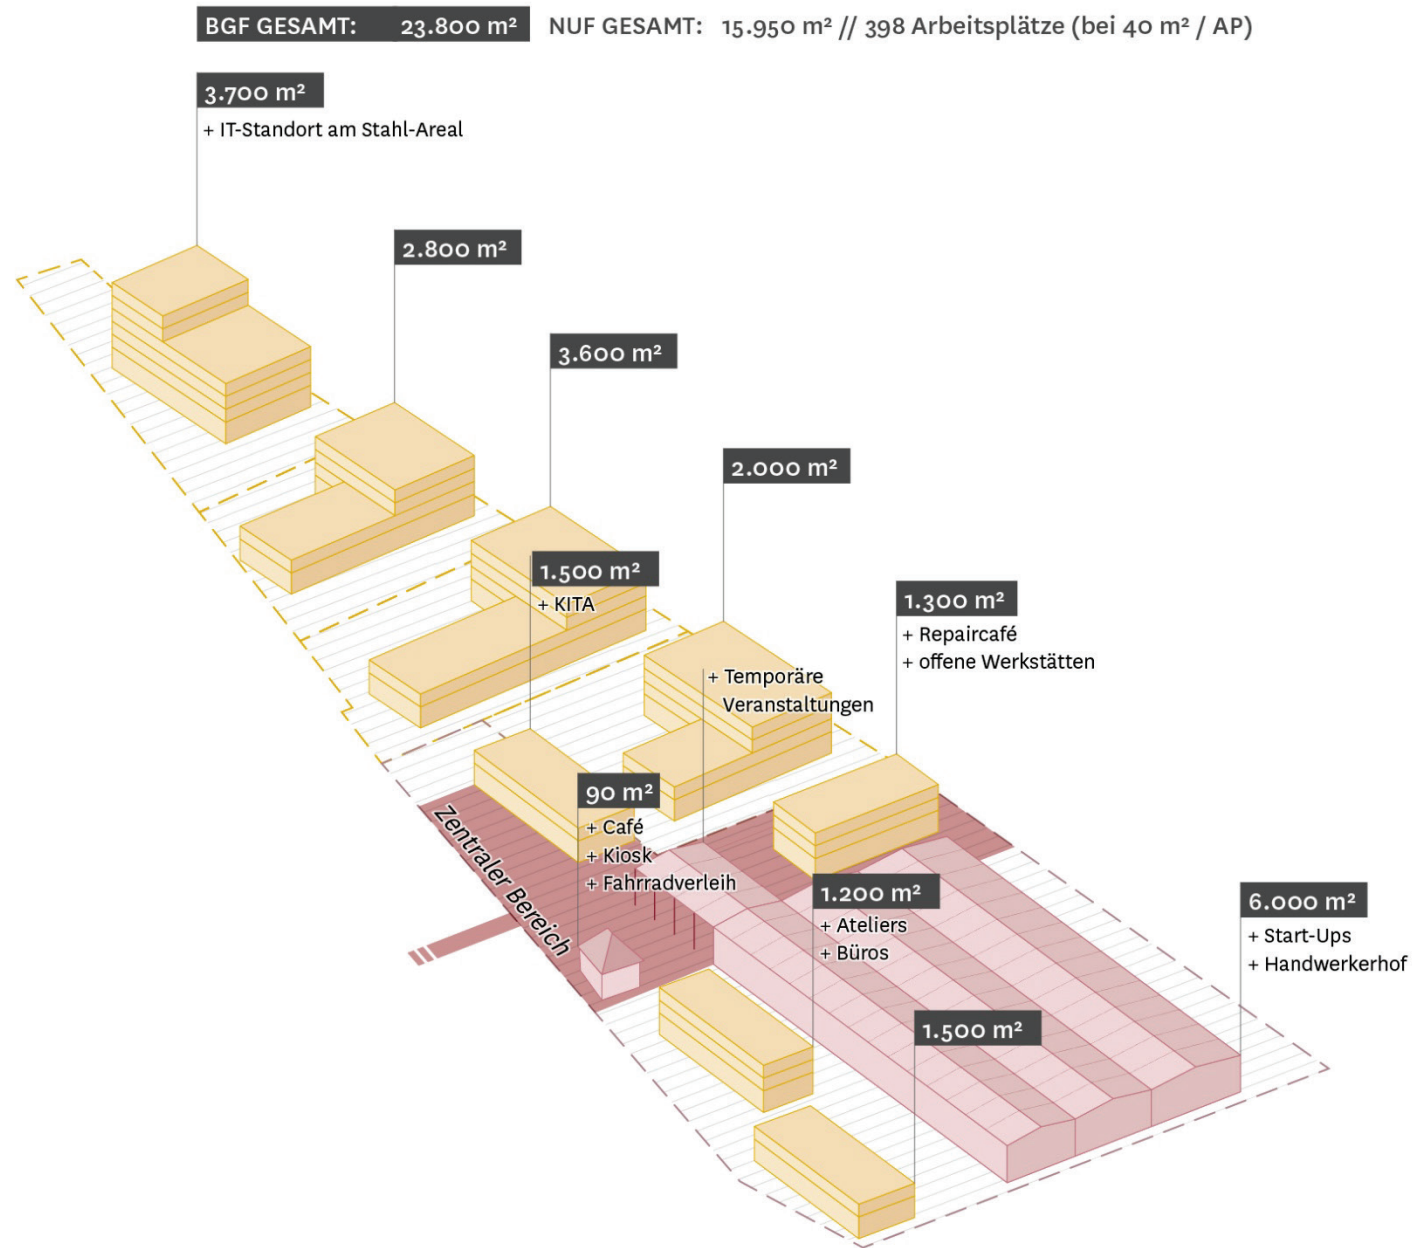 BGF GESAMT: 23.800 m² NUF GESAMT: 15.950 m² // 398 Arbeitsplätze (bei 40 m² / AP)
3.700 m²
+ IT-Standort am Stahl-Areal
2.800 m²
3.600 m²
2.000 m²
1.500 m²
+ KITA
1.300 m²
+ Repaircafé
+ offene Werkstätten
+ Temporäre
Veranstaltungen
90 m²
+ Café
+ Kiosk
+ Fahrradverleih
Zentraler Bereich
1.200 m²
+ Ateliers
+ Büros
6.000 m²
+ Start-Ups
+ Handwerkerhof
1.500 m²